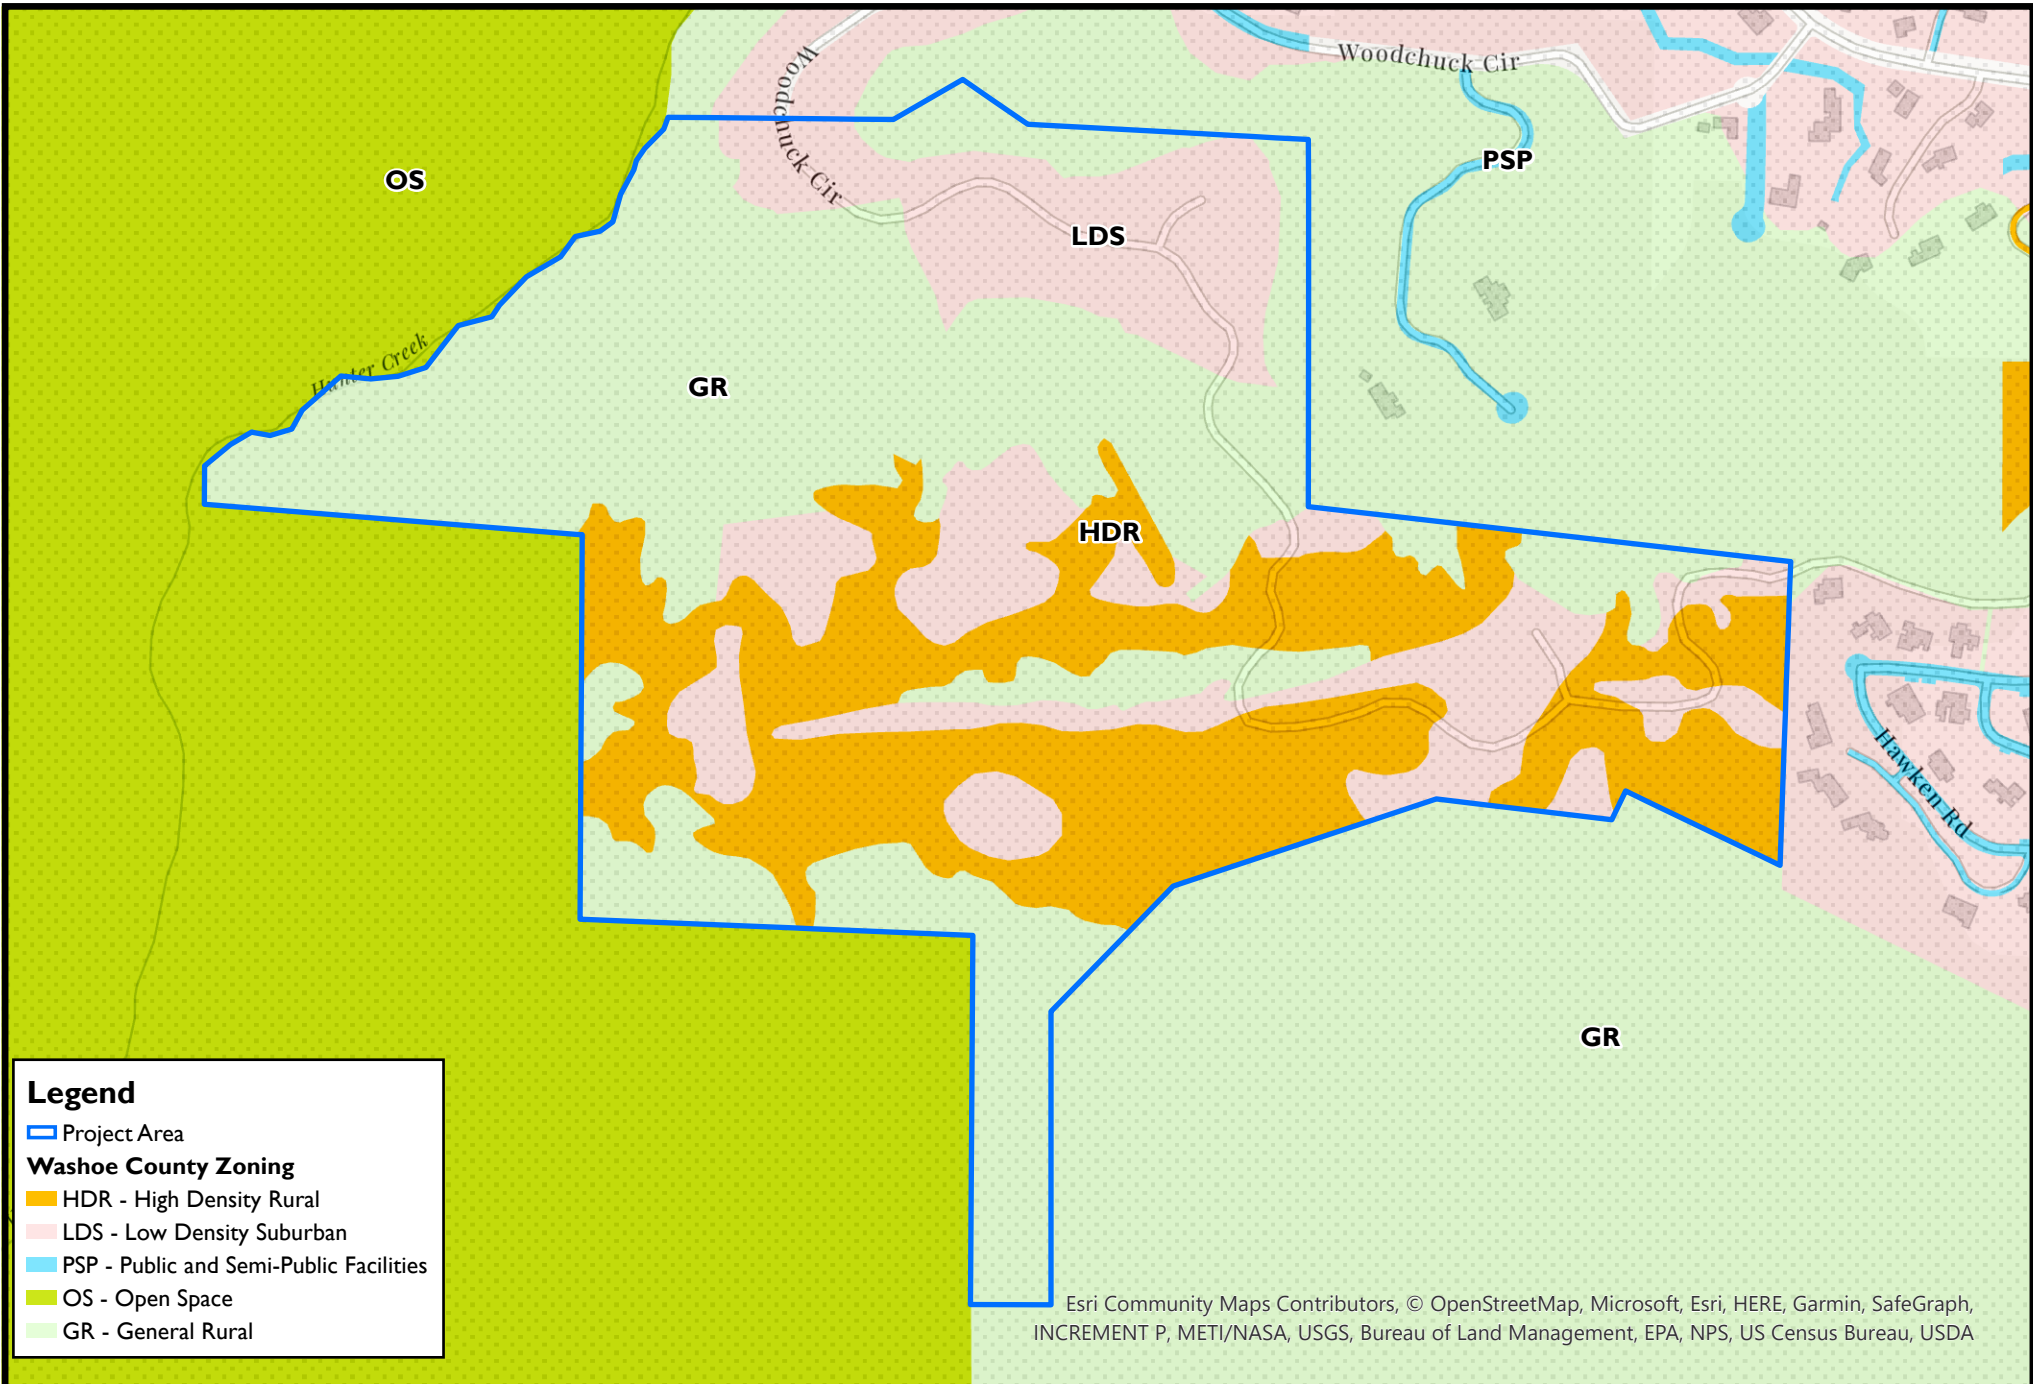 Woodchuck Cir
Woodchuck Cir
PSP
OS
LDS
Hunter Creek
GR
HDR
Hawken Rd
GR
Legend
Project Area
Washoe County Zoning
HDR - High Density Rural
LDS - Low Density Suburban
PSP - Public and Semi-Public Facilities
OS - Open Space
GR - General Rural
Esri Community Maps Contributors, © OpenStreetMap, Microsoft, Esri, HERE, Garmin, SafeGraph,
INCREMENT P, METI/NASA, USGS, Bureau of Land Management, EPA, NPS, US Census Bureau, USDA